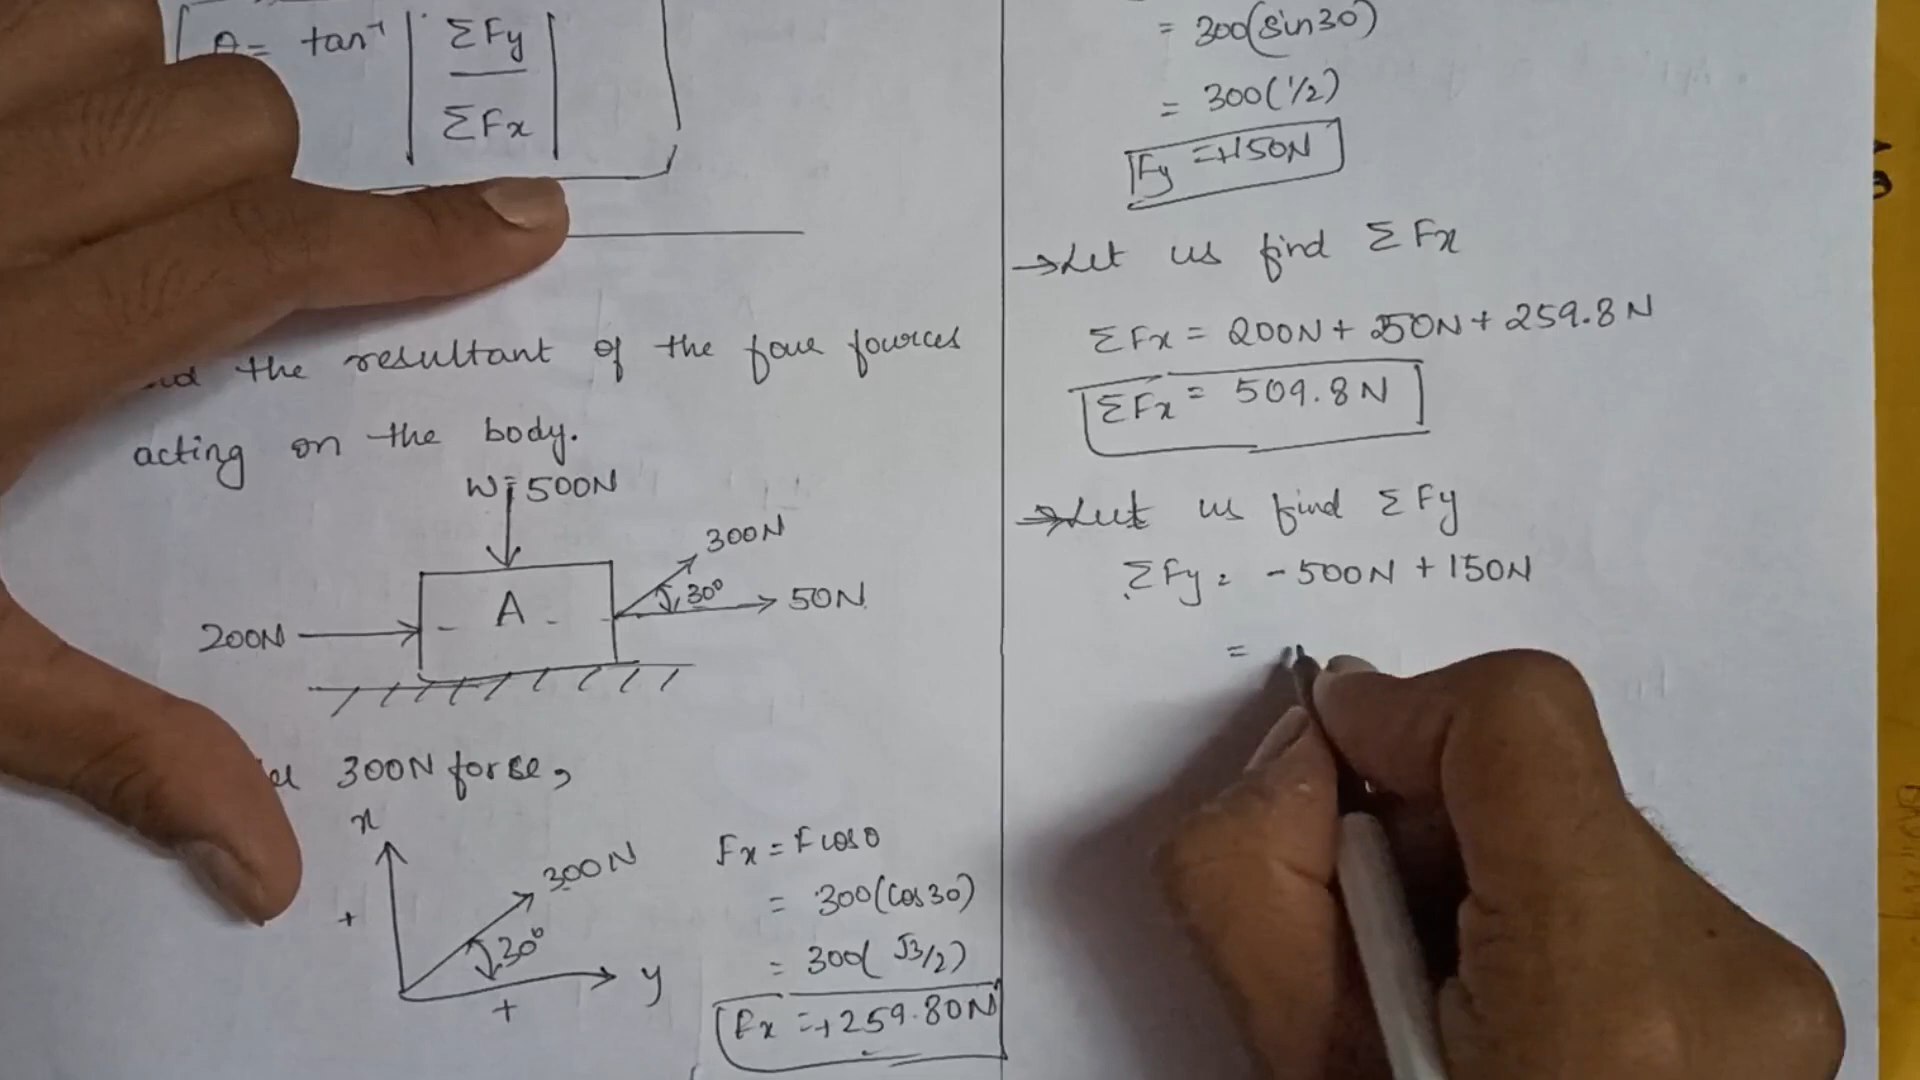 θ = tan⁻¹ | ΣFy
ΣFx |
the resultant of the four fources
acting on the body.
W = 500N
300N
30°
50N
A
200N
300N force,
x
300N
30°
+
y
+
Fx = Fcosθ
= 300(cos30)
= 300(√3/2)
Fx = +259.80N
= 300(sin30)
= 300(1/2)
Fy = +150N
→Let us find ΣFx
ΣFx = 200N + 50N + 259.8N
ΣFx = 509.8N
→Let us find ΣFy
ΣFy = -500N + 150N
=